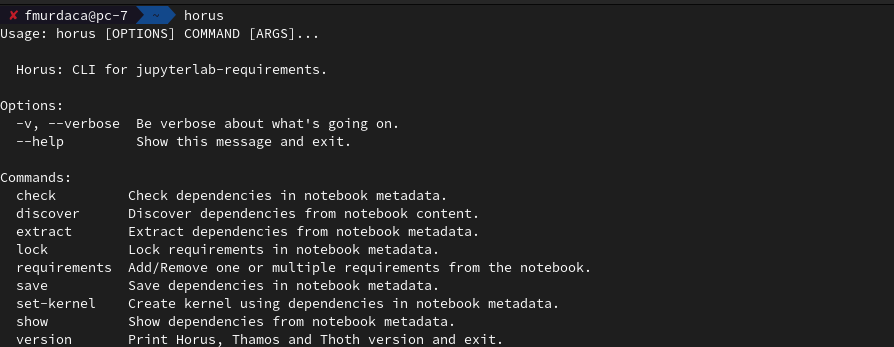 ✘ fmurdaca@pc-7 ~ horus
Usage: horus [OPTIONS] COMMAND [ARGS]...
Horus: CLI for jupyterlab-requirements.
Options:
-v, --verbose  Be verbose about what's going on.
--help         Show this message and exit.
Commands:
check         Check dependencies in notebook metadata.
discover      Discover dependencies from notebook content.
extract       Extract dependencies from notebook metadata.
lock          Lock requirements in notebook metadata.
requirements  Add/Remove one or multiple requirements from the notebook.
save          Save dependencies in notebook metadata.
set-kernel    Create kernel using dependencies in notebook metadata.
show          Show dependencies from notebook metadata.
version       Print Horus, Thamos and Thoth version and exit.